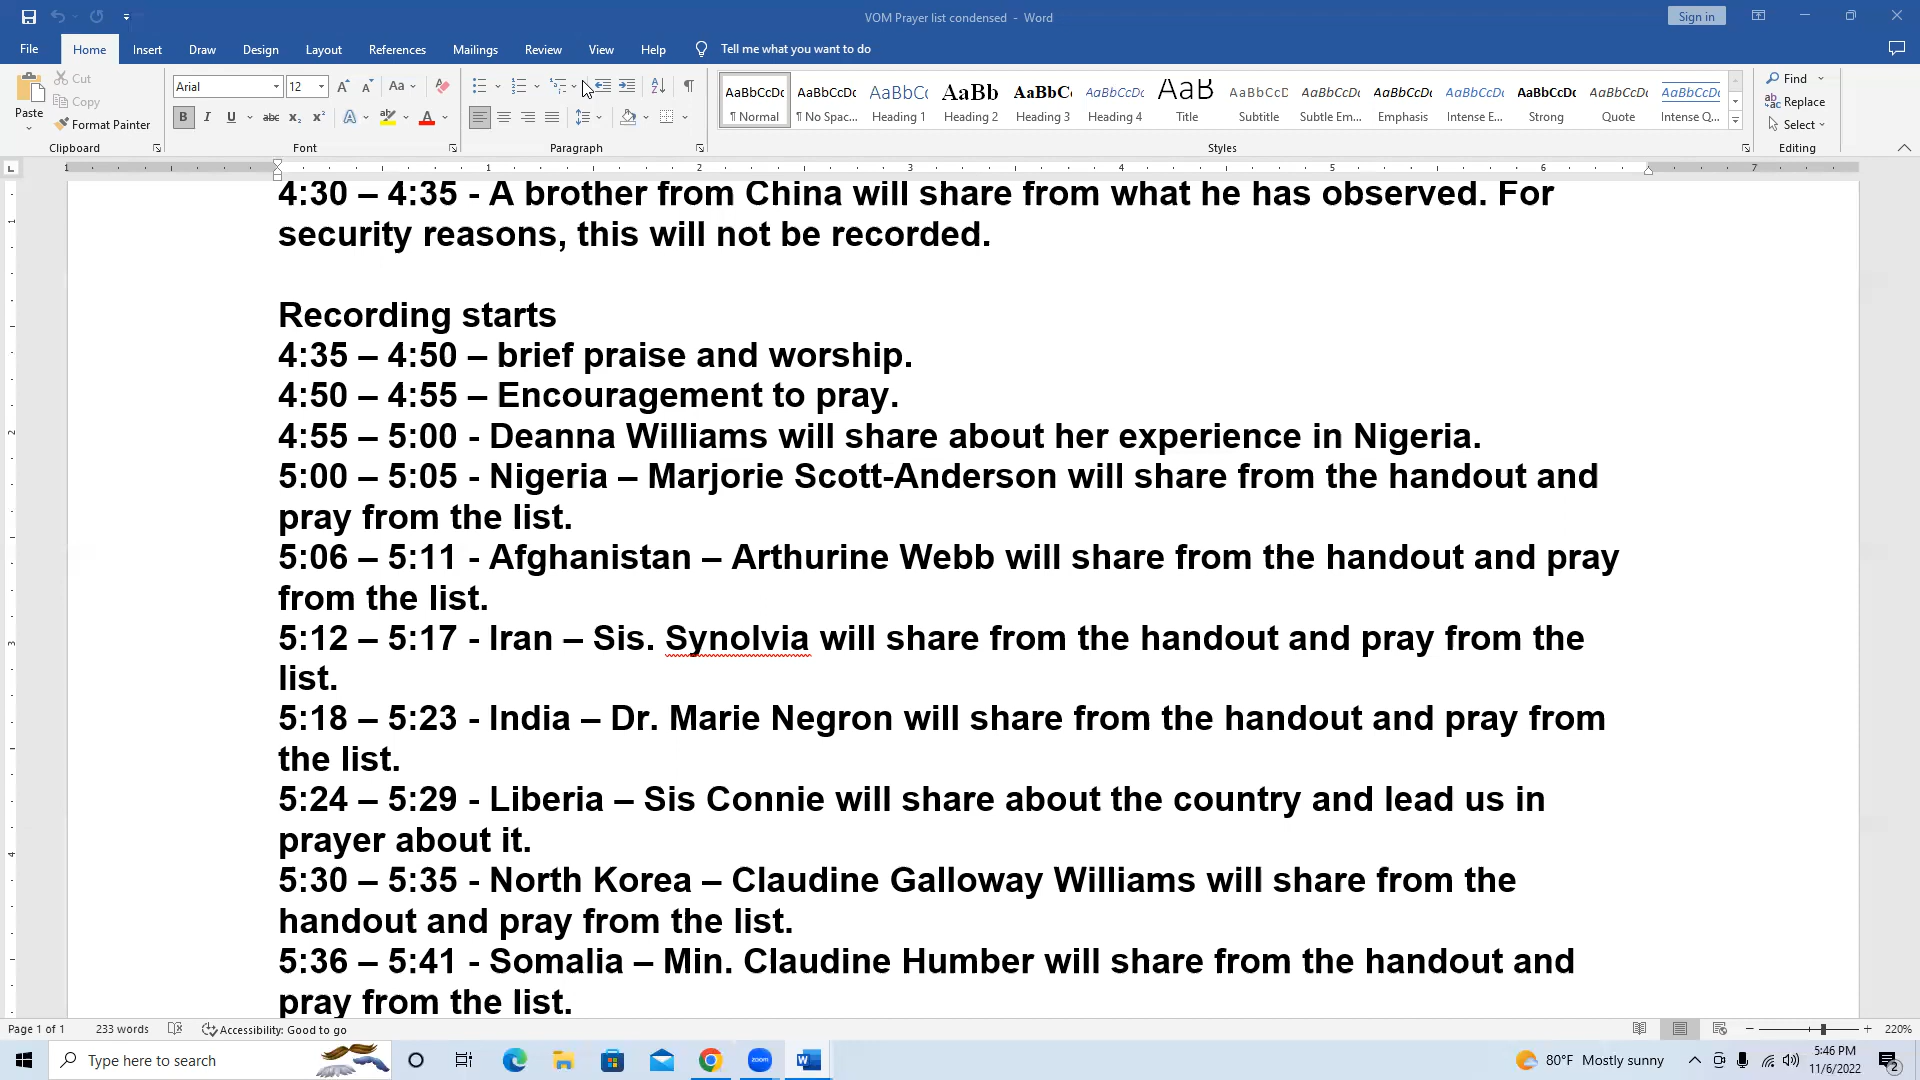 VOM Prayer list condensed - Word
Sign in
File Home Insert Draw Design Layout References Mailings Review View Help Tell me what you want to do
Paste
Cut
Copy
Format Painter
Clipboard
Arial 12
Font
Paragraph
AaBbCcDc AaBbCcDc AaBbC AaBb AaBbC AaBbCcDc AaB AaBbCcD AaBbCcDc AaBbCcDc AaBbCcDc AaBbCcDc AaBbCcDc AaBbCcDc
¶ Normal ¶ No Spac... Heading 1 Heading 2 Heading 3 Heading 4 Title Subtitle Subtle Em... Emphasis Intense E... Strong Quote Intense Q...
Styles
Find
Replace
Select
Editing
1 1 2 3 4 5 6 7
4:30 – 4:35 - A brother from China will share from what he has observed. For
security reasons, this will not be recorded.
Recording starts
4:35 – 4:50 – brief praise and worship.
4:50 – 4:55 – Encouragement to pray.
4:55 – 5:00 - Deanna Williams will share about her experience in Nigeria.
5:00 – 5:05 - Nigeria – Marjorie Scott-Anderson will share from the handout and
pray from the list.
5:06 – 5:11 - Afghanistan – Arthurine Webb will share from the handout and pray
from the list.
5:12 – 5:17 - Iran – Sis. Synolvia will share from the handout and pray from the
list.
5:18 – 5:23 - India – Dr. Marie Negron will share from the handout and pray from
the list.
5:24 – 5:29 - Liberia – Sis Connie will share about the country and lead us in
prayer about it.
5:30 – 5:35 - North Korea – Claudine Galloway Williams will share from the
handout and pray from the list.
5:36 – 5:41 - Somalia – Min. Claudine Humber will share from the handout and
pray from the list.
Page 1 of 1 233 words Accessibility: Good to go 220%
Type here to search
zoom
80°F Mostly sunny
5:46 PM
11/6/2022
2